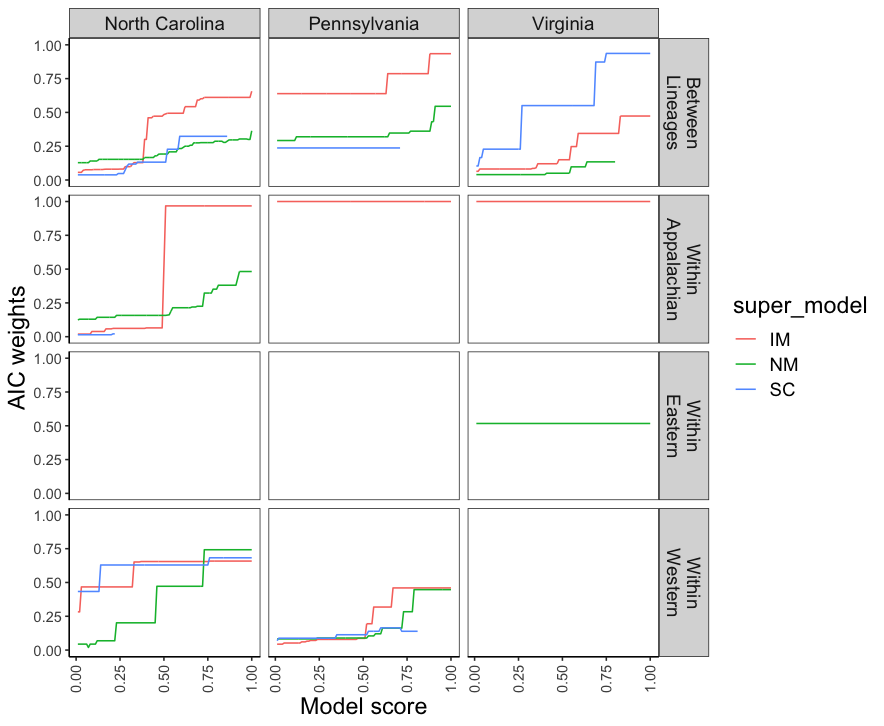 North Carolina
Pennsylvania
Virginia
1.00
0.75
0.50
0.25
0.00
Between
Lineages
1.00
0.75
0.50
0.25
0.00
Within
Appalachian
1.00
0.75
0.50
0.25
0.00
Within
Eastern
1.00
0.75
0.50
0.25
0.00
Within
Western
AIC weights
0.00
0.25
0.50
0.75
1.00
0.00
0.25
0.50
0.75
1.00
0.00
0.25
0.50
0.75
1.00
Model score
super_model
IM
NM
SC